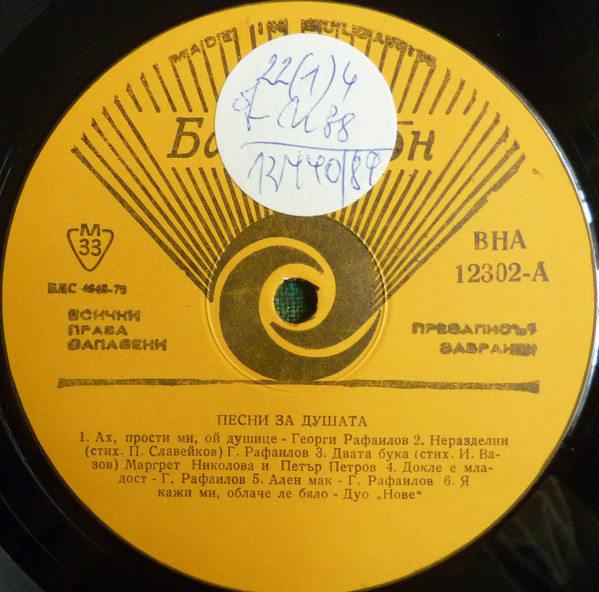 MADE IN BULGARIA
22(1)4
12/440/89
M
33
ВНА
12302-А
БДС
ВСИЧКИ
ПРАВА
ЗАПАЗЕНИ
ПРЕЗАПИСЪТ
ЗАБРАНЕН
ПЕСНИ ЗА ДУШАТА
1. Ах, прости ми, ой душице - Георги Рафаилов 2. Неразделни
(стих. П. Славейков) Г. Рафаилов 3. Двата бука (стих. И. Ва-
зов) Маргрет Николова и Петър Петров 4. Докле е мла-
дост - Г. Рафаилов 5. Ален мак - Г. Рафаилов 6. Я
кажи ми, облаче ле бяло - Дуо „Нове“